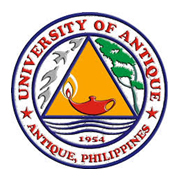 UNIVERSITY OF ANTIQUE
1954
★ ANTIQUE, PHILIPPINES ★